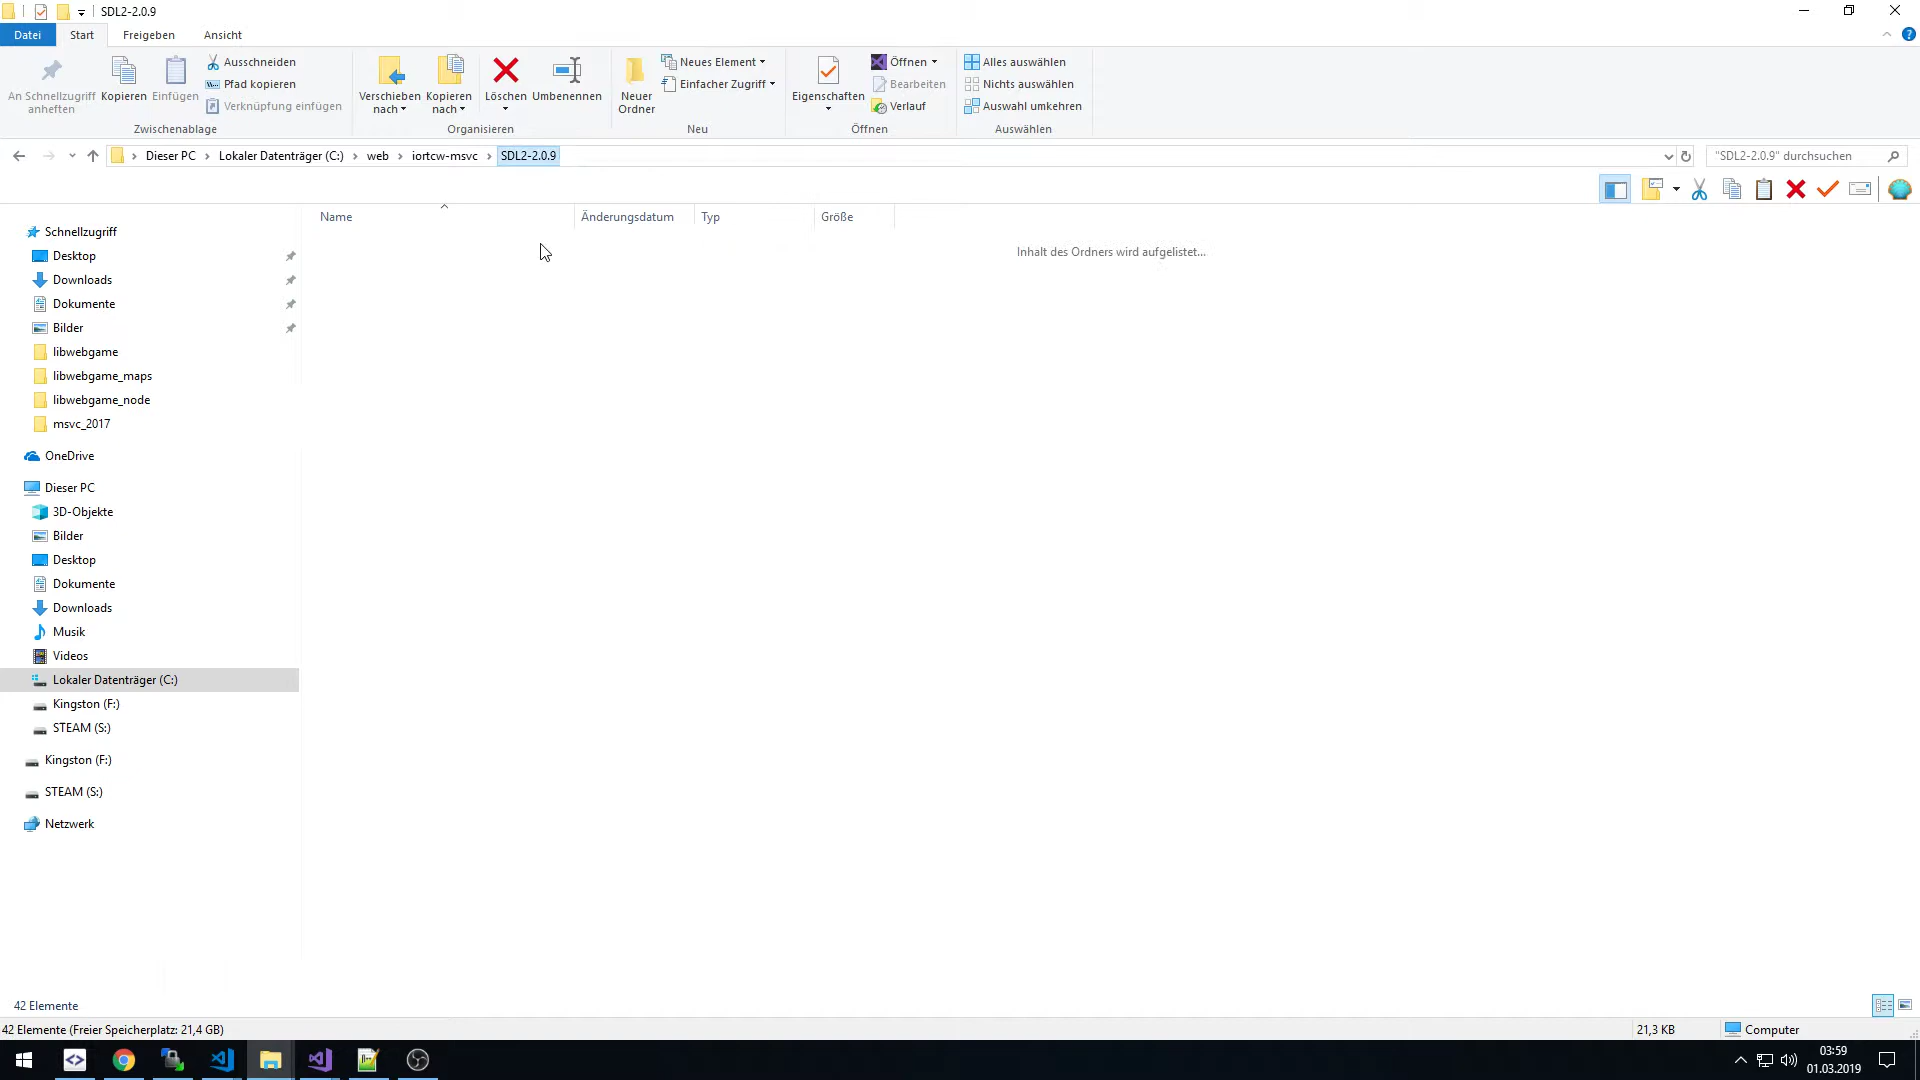 SDL2-2.0.9
Datei
Start
Freigeben
Ansicht
An Schnellzugriff
anheften
Kopieren
Einfügen
Ausschneiden
Pfad kopieren
Verknüpfung einfügen
Zwischenablage
Verschieben
nach
Kopieren
nach
Löschen
Umbenennen
Organisieren
Neuer
Ordner
Neues Element
Einfacher Zugriff
Neu
Eigenschaften
Öffnen
Bearbeiten
Verlauf
Öffnen
Alles auswählen
Nichts auswählen
Auswahl umkehren
Auswählen
Dieser PC
Lokaler Datenträger (C:)
web
iortcw-msvc
SDL2-2.0.9
"SDL2-2.0.9" durchsuchen
Name
Änderungsdatum
Typ
Größe
Inhalt des Ordners wird aufgelistet...
Schnellzugriff
Desktop
Downloads
Dokumente
Bilder
libwebgame
libwebgame_maps
libwebgame_node
msvc_2017
OneDrive
Dieser PC
3D-Objekte
Bilder
Desktop
Dokumente
Downloads
Musik
Videos
Lokaler Datenträger (C:)
Kingston (F:)
STEAM (S:)
Kingston (F:)
STEAM (S:)
Netzwerk
42 Elemente
42 Elemente (Freier Speicherplatz: 21,4 GB)
21,3 KB
Computer
03:59
01.03.2019